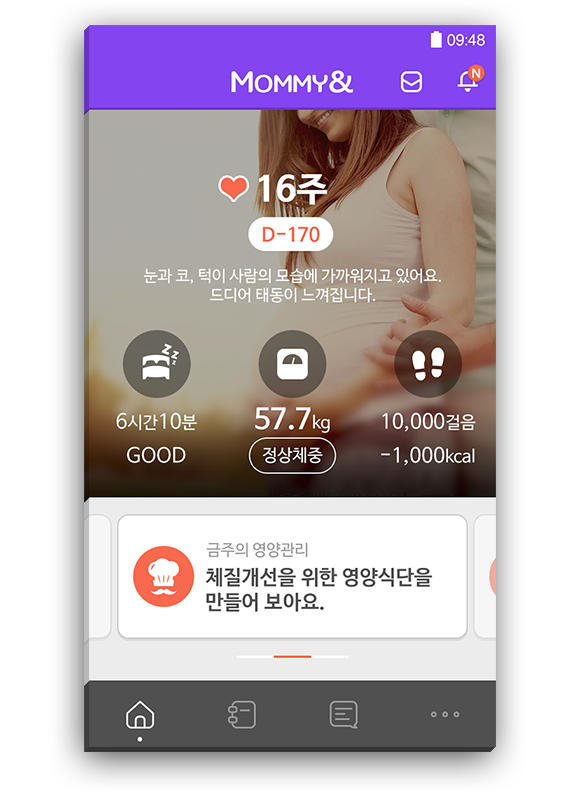 09:48
MOMMY&
N
16주
D-170
눈과 코, 턱이 사람의 모습에 가까워지고 있어요.
드디어 태동이 느껴집니다.
z z z
6시간10분
57.7kg
10,000걸음
GOOD
정상체중
-1,000kcal
금주의 영양관리
체질개선을 위한 영양식단을
만들어 보아요.